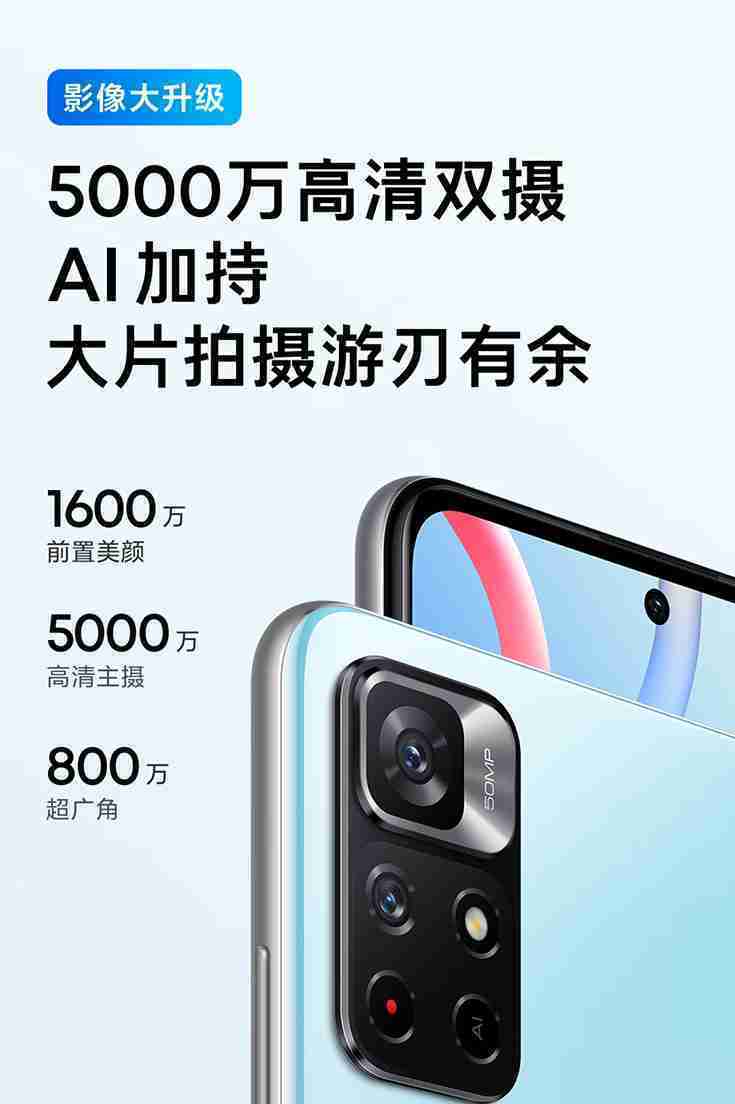 影像大升级
5000万高清双摄
AI加持
大片拍摄游刃有余
1600万
前置美颜
5000万
高清主摄
800万
超广角
50MP
AI